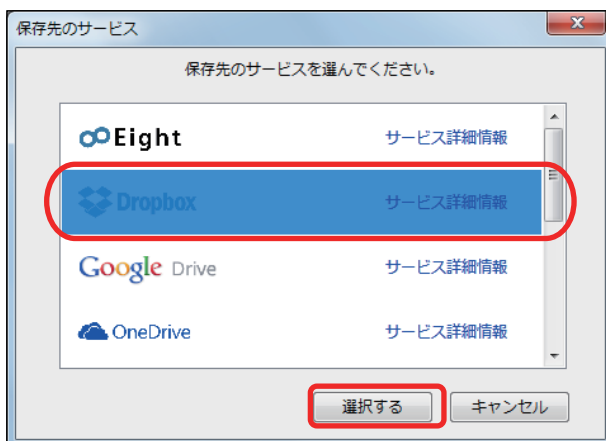 保存先のサービス
保存先のサービスを選んでください。
Eight サービス詳細情報
Dropbox サービス詳細情報
Google Drive サービス詳細情報
OneDrive サービス詳細情報
選択する キャンセル